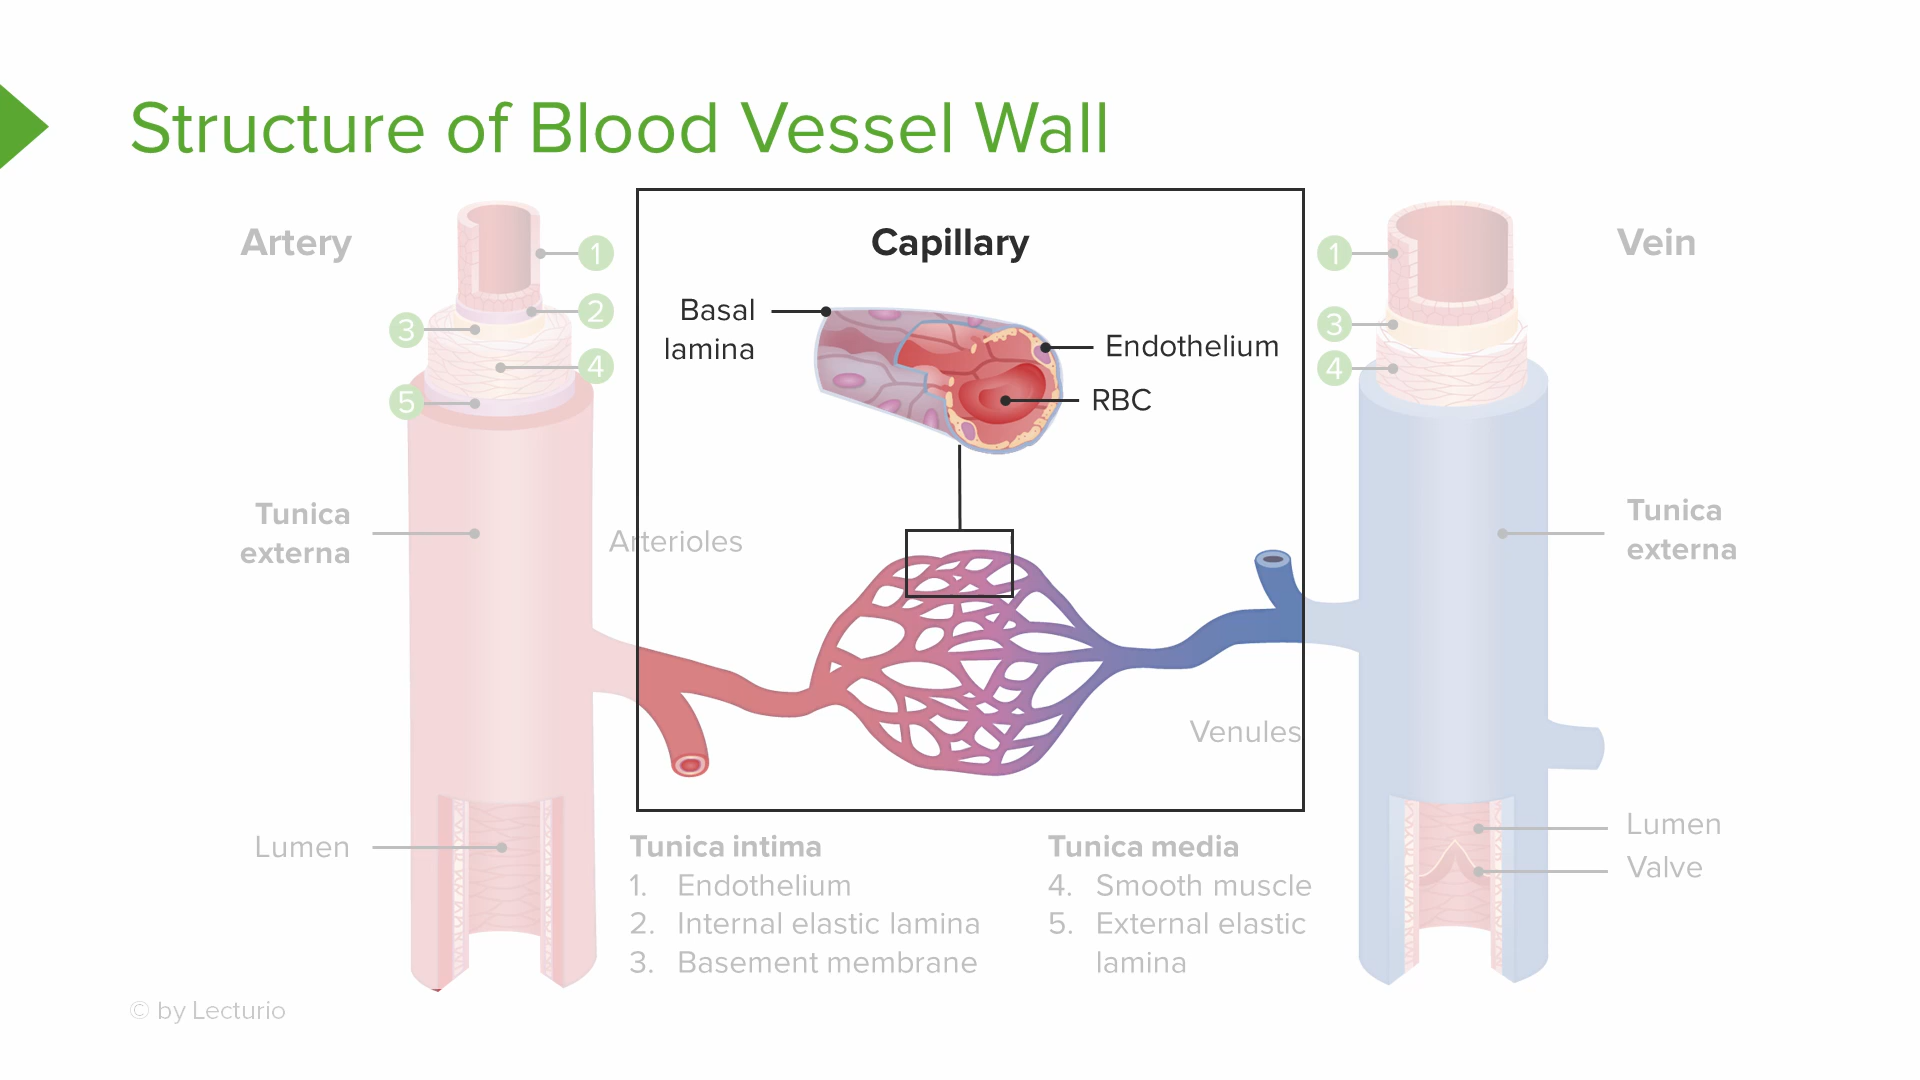 Structure of Blood Vessel Wall
Artery
1
2
3
4
5
Tunica
externa
Lumen
Capillary
Basal
lamina
Endothelium
RBC
Arterioles
Venules
Vein
1
3
4
Tunica
externa
Lumen
Valve
Tunica intima
1. Endothelium
2. Internal elastic lamina
3. Basement membrane
Tunica media
4. Smooth muscle
5. External elastic
lamina
© by Lecturio